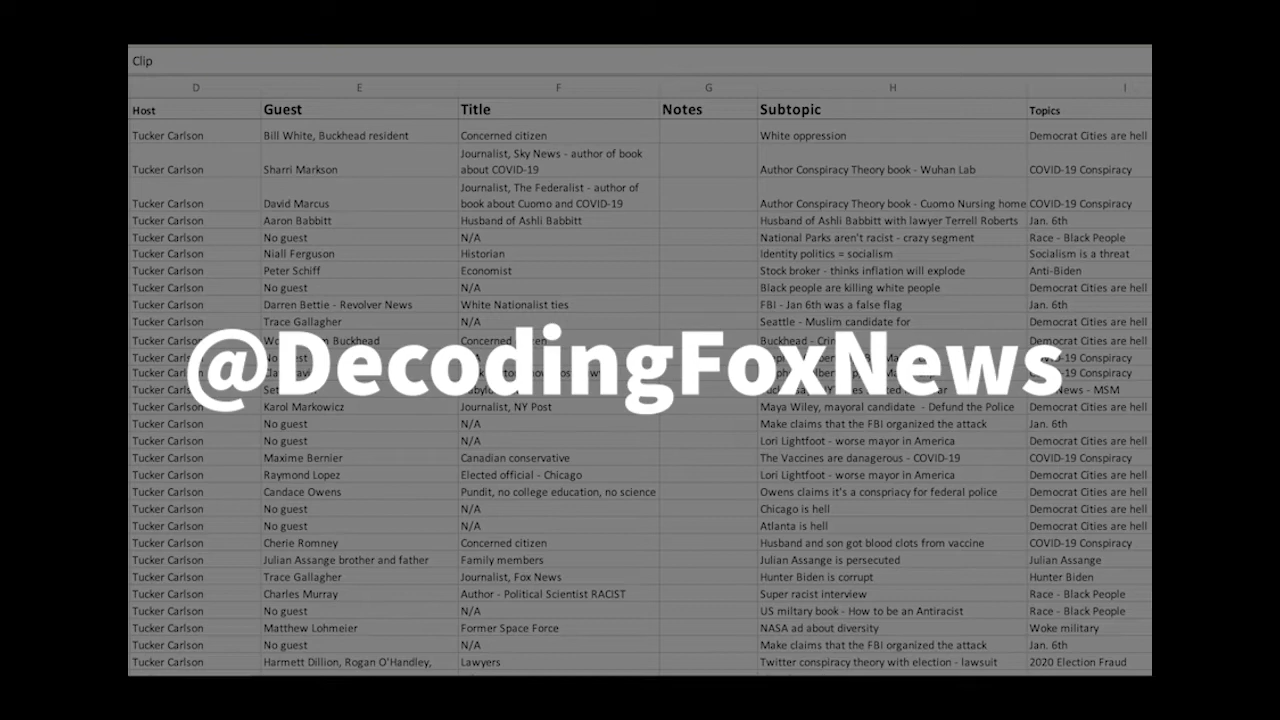 Clip
D E F G H I
Host Guest Title Notes Subtopic Topics
Tucker Carlson Bill White, Buckhead resident Concerned citizen White oppression Democrat Cities are hell
Journalist, Sky News - author of book
Tucker Carlson Sharri Markson about COVID-19 Author Conspiracy Theory book - Wuhan Lab COVID-19 Conspiracy
Journalist, The Federalist - author of
Tucker Carlson David Marcus book about Cuomo and COVID-19 Author Conspiracy Theory book - Cuomo Nursing home COVID-19 Conspiracy
Tucker Carlson Aaron Babbitt Husband of Ashli Babbitt Husband of Ashli Babbitt with lawyer Terrell Roberts Jan. 6th
Tucker Carlson No guest N/A National Parks aren't racist - crazy segment Race - Black People
Tucker Carlson Niall Ferguson Historian Identity politics = socialism Socialism is a threat
Tucker Carlson Peter Schiff Economist Stock broker - thinks inflation will explode Anti-Biden
Tucker Carlson No guest N/A Black people are killing white people Democrat Cities are hell
Tucker Carlson Darren Bettie - Revolver News White Nationalist ties FBI - Jan 6th was a false flag Jan. 6th
Tucker Carlson Trace Gallagher N/A Seattle - Muslim candidate for Democrat Cities are hell
Tucker Buckhead Buckhead - Democrat Cities are hell
@DecodingFoxNews
Tucker Carlson Karol Markowicz Journalist, NY Post Maya Wiley, mayoral candidate - Defund the Police Democrat Cities are hell
Tucker Carlson No guest N/A Make claims that the FBI organized the attack Jan. 6th
Tucker Carlson No guest N/A Lori Lightfoot - worse mayor in America Democrat Cities are hell
Tucker Carlson Maxime Bernier Canadian conservative The Vaccines are danagerous - COVID-19 COVID-19 Conspiracy
Tucker Carlson Raymond Lopez Elected official - Chicago Lori Lightfoot - worse mayor in America Democrat Cities are hell
Tucker Carlson Candace Owens Pundit, no college education, no science Owens claims it's a conspriacy for federal police Democrat Cities are hell
Tucker Carlson No guest N/A Chicago is hell Democrat Cities are hell
Tucker Carlson No guest N/A Atlanta is hell Democrat Cities are hell
Tucker Carlson Cherie Romney Concerned citizen Husband and son got blood clots from vaccine COVID-19 Conspiracy
Tucker Carlson Julian Assange brother and father Family members Julian Assange is persecuted Julian Assange
Tucker Carlson Trace Gallagher Journalist, Fox News Hunter Biden is corrupt Hunter Biden
Tucker Carlson Charles Murray Author - Political Scientist RACIST Super racist interview Race - Black People
Tucker Carlson No guest N/A US miltary book - How to be an Antiracist Race - Black People
Tucker Carlson Matthew Lohmeier Former Space Force NASA ad about diversity Woke military
Tucker Carlson No guest N/A Make claims that the FBI organized the attack Jan. 6th
Tucker Carlson Harmett Dillion, Rogan O'Handley, Lawyers Twitter conspiracy theory with election - lawsuit 2020 Election Fraud